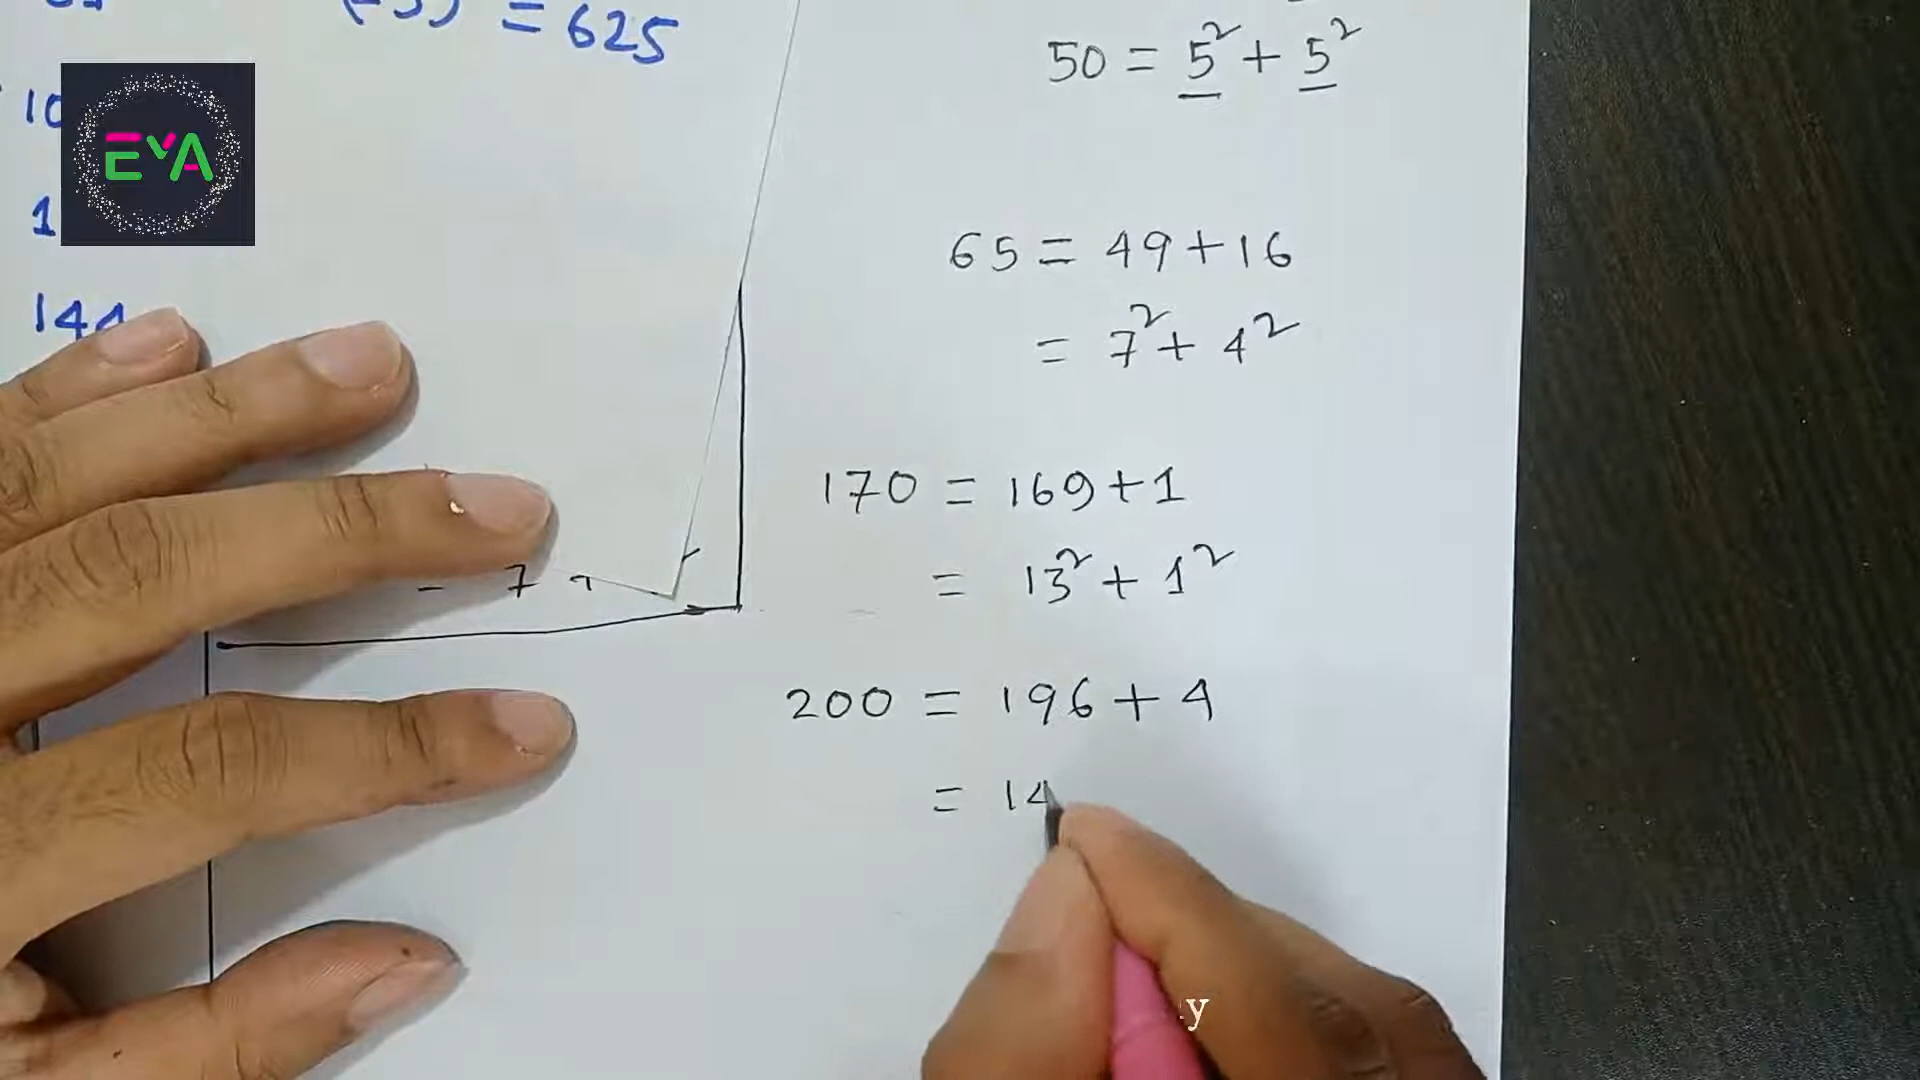 = 625
EYA
144
50 = 5² + 5²
65 = 49 + 16
= 7² + 4²
170 = 169 + 1
= 13² + 1²
200 = 196 + 4
= 14
- 7
y